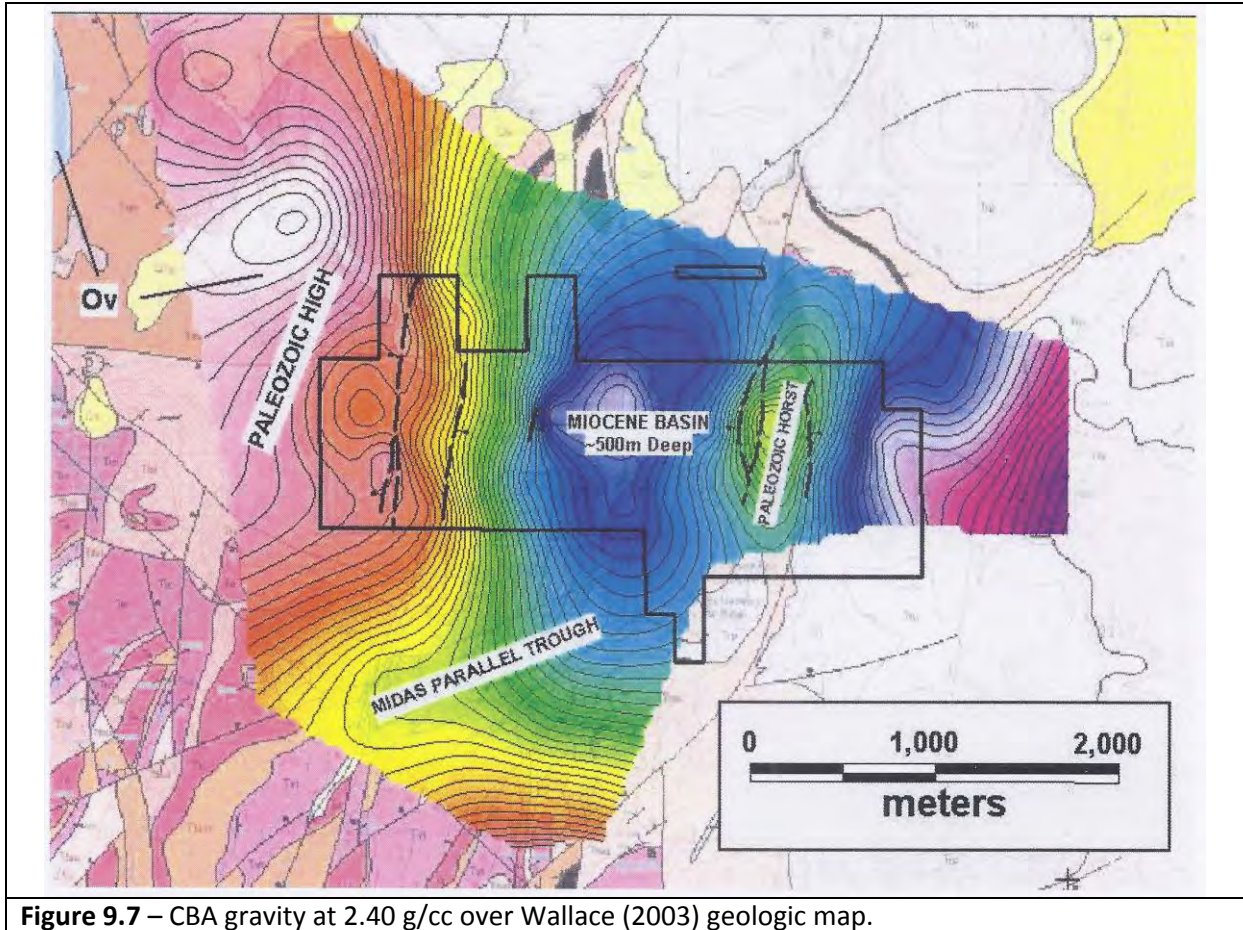 Ov
PALEOZOIC HIGH
MIOCENE BASIN
~500m Deep
PALEOZOIC HORST
MIDAS PARALLEL TROUGH
0 1,000 2,000
meters
Figure 9.7 – CBA gravity at 2.40 g/cc over Wallace (2003) geologic map.